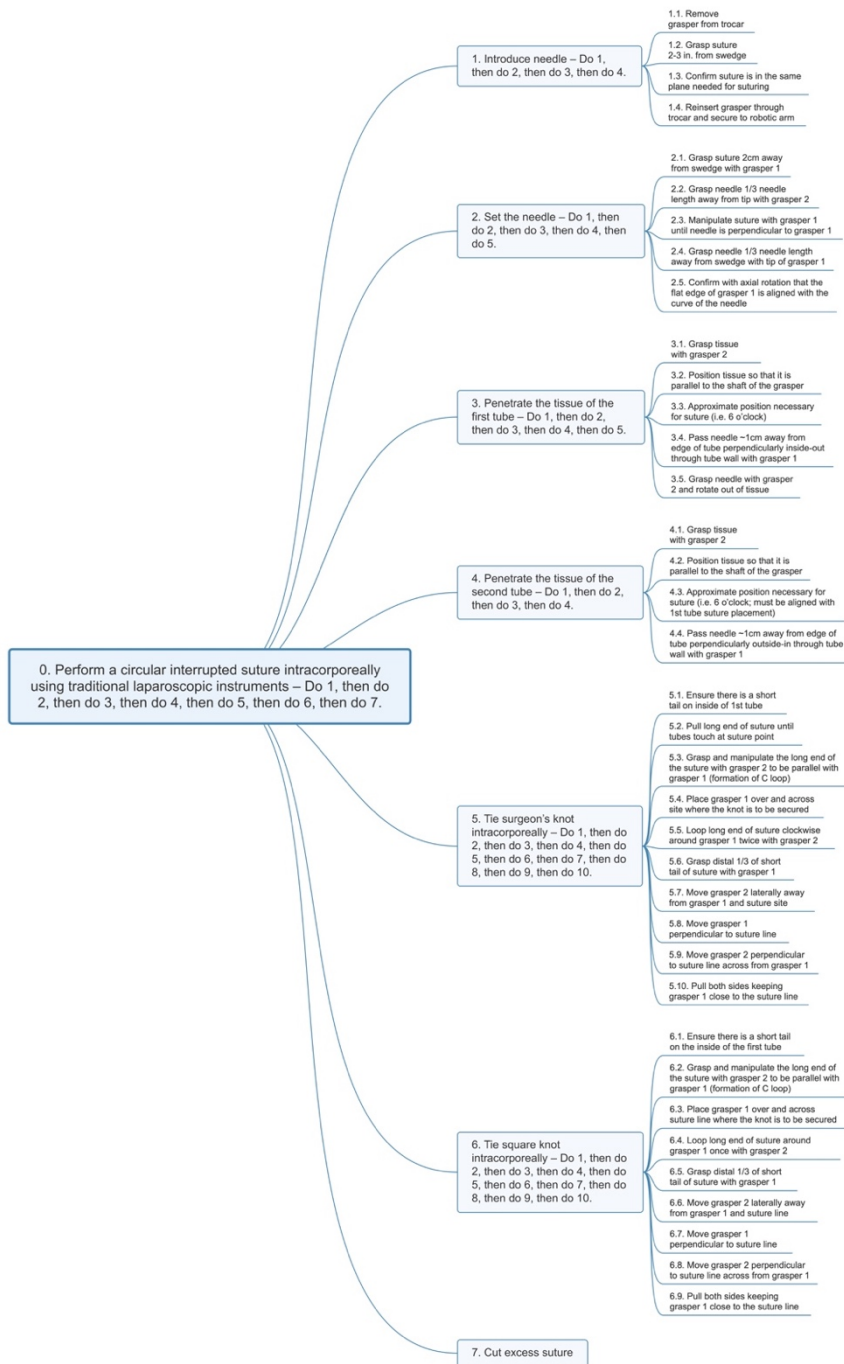 0. Perform a circular interrupted suture intracorporeally
using traditional laparoscopic instruments – Do 1, then do
2, then do 3, then do 4, then do 5, then do 6, then do 7.
1. Introduce needle – Do 1,
then do 2, then do 3, then do 4.
1.1. Remove
grasper from trocar
1.2. Grasp suture
2-3 in. from swedge
1.3. Confirm suture is in the same
plane needed for suturing
1.4. Reinsert grasper through
trocar and secure to robotic arm
2. Set the needle – Do 1, then
do 2, then do 3, then do 4, then
do 5.
2.1. Grasp suture 2cm away
from swedge with grasper 1
2.2. Grasp needle 1/3 needle
length away from tip with grasper 2
2.3. Manipulate suture with grasper 1
until needle is perpendicular to grasper 1
2.4. Grasp needle 1/3 needle length
away from swedge with tip of grasper 1
2.5. Confirm with axial rotation that the
flat edge of grasper 1 is aligned with the
curve of the needle
3. Penetrate the tissue of the
first tube – Do 1, then do 2,
then do 3, then do 4, then do 5.
3.1. Grasp tissue
with grasper 2
3.2. Position tissue so that it is
parallel to the shaft of the grasper
3.3. Approximate position necessary
for suture (i.e. 6 o'clock)
3.4. Pass needle ~1cm away from
edge of tube perpendicularly inside-out
through tube wall with grasper 1
3.5. Grasp needle with grasper
2 and rotate out of tissue
4. Penetrate the tissue of the
second tube – Do 1, then do 2,
then do 3, then do 4.
4.1. Grasp tissue
with grasper 2
4.2. Position tissue so that it is
parallel to the shaft of the grasper
4.3. Approximate position necessary for
suture (i.e. 6 o'clock; must be aligned with
1st tube suture placement)
4.4. Pass needle ~1cm away from edge of
tube perpendicularly outside-in through tube
wall with grasper 1
5. Tie surgeon's knot
intracorporeally – Do 1, then do
2, then do 3, then do 4, then do
5, then do 6, then do 7, then do
8, then do 9, then do 10.
5.1. Ensure there is a short
tail on inside of 1st tube
5.2. Pull long end of suture until
tubes touch at suture point
5.3. Grasp and manipulate the long end of
the suture with grasper 2 to be parallel with
grasper 1 (formation of C loop)
5.4. Place grasper 1 over and across
site where the knot is to be secured
5.5. Loop long end of suture clockwise
around grasper 1 twice with grasper 2
5.6. Grasp distal 1/3 of short
tail of suture with grasper 1
5.7. Move grasper 2 laterally away
from grasper 1 and suture site
5.8. Move grasper 1
perpendicular to suture line
5.9. Move grasper 2 perpendicular
to suture line across from grasper 1
5.10. Pull both sides keeping
grasper 1 close to the suture line
6. Tie square knot
intracorporeally – Do 1, then do
2, then do 3, then do 4, then do
5, then do 6, then do 7, then do
8, then do 9, then do 10.
6.1. Ensure there is a short tail
on the inside of the first tube
6.2. Grasp and manipulate the long end of
the suture with grasper 2 to be parallel with
grasper 1 (formation of C loop)
6.3. Place grasper 1 over and across
suture line where the knot is to be secured
6.4. Loop long end of suture around
grasper 1 once with grasper 2
6.5. Grasp distal 1/3 of short
tail of suture with grasper 1
6.6. Move grasper 2 laterally away
from grasper 1 and suture line
6.7. Move grasper 1
perpendicular to suture line
6.8. Move grasper 2 perpendicular
to suture line across from grasper 1
6.9. Pull both sides keeping
grasper 1 close to the suture line
7. Cut excess suture